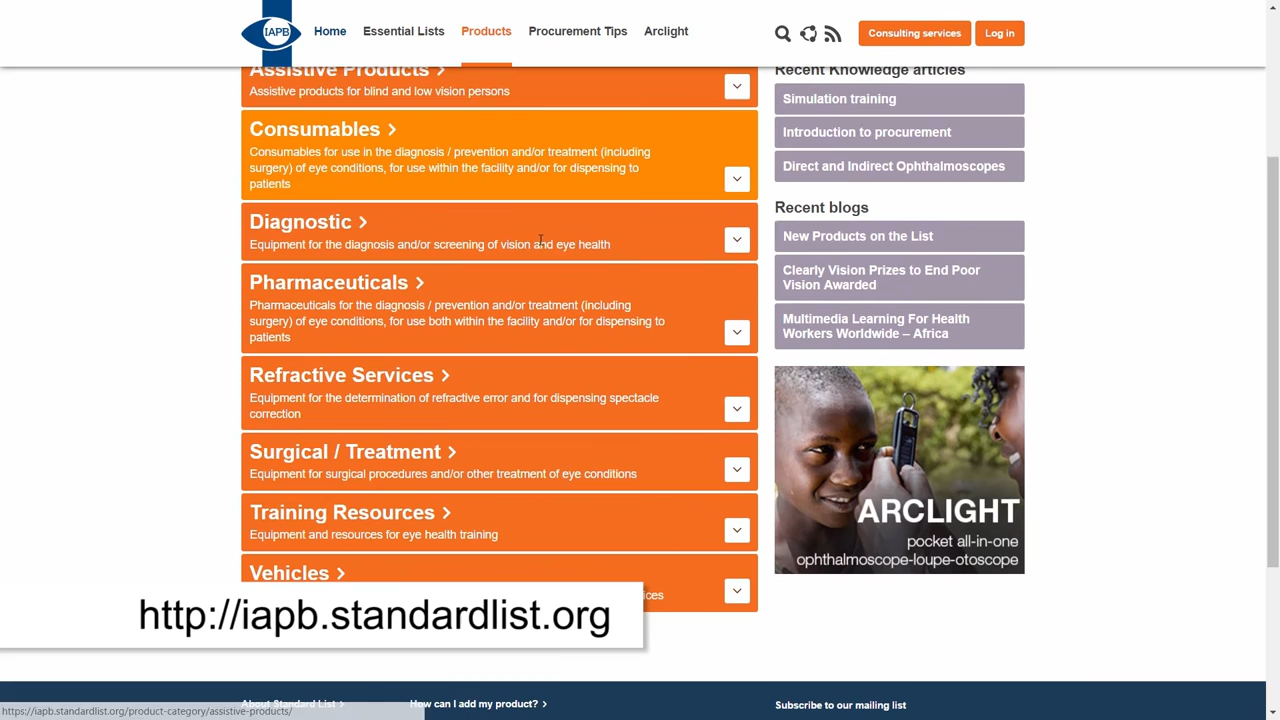 IAPB
Home
Essential Lists
Products
Procurement Tips
Arclight
Consulting services
Log in
Assistive Products
Assistive products for blind and low vision persons
Consumables
Consumables for use in the diagnosis / prevention and/or treatment (including
surgery) of eye conditions, for use within the facility and/or for dispensing to
patients
Diagnostic
Equipment for the diagnosis and/or screening of vision and eye health
Pharmaceuticals
Pharmaceuticals for the diagnosis / prevention and/or treatment (including
surgery) of eye conditions, for use both within the facility and/or for dispensing to
patients
Refractive Services
Equipment for the determination of refractive error and for dispensing spectacle
correction
Surgical / Treatment
Equipment for surgical procedures and/or other treatment of eye conditions
Training Resources
Equipment and resources for eye health training
Vehicles
Recent Knowledge articles
Simulation training
Introduction to procurement
Direct and Indirect Ophthalmoscopes
Recent blogs
New Products on the List
Clearly Vision Prizes to End Poor
Vision Awarded
Multimedia Learning For Health
Workers Worldwide – Africa
ARCLIGHT
pocket all-in-one
ophthalmoscope-loupe-otoscope
http://iapb.standardlist.org
About Standard List
How can I add my product?
Subscribe to our mailing list
https://iapb.standardlist.org/product-category/assistive-products/